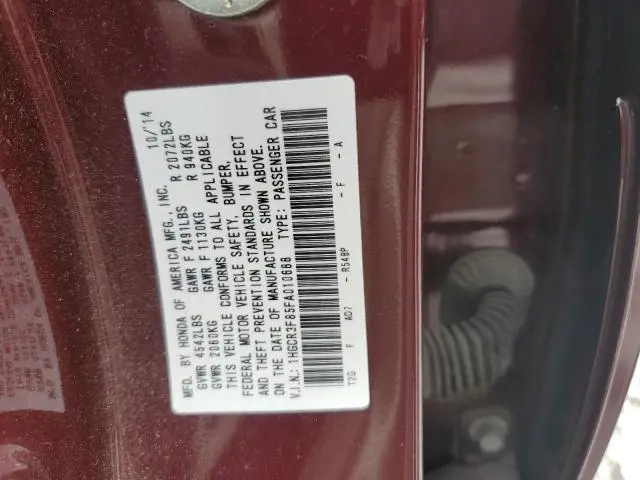 MFD. BY HONDA OF AMERICA MFG., INC. 10/14
GVWR 4542LBS GAWR F 2491LBS R 2072LBS
GVWR 2060KG GAWR F 1130KG R 940KG
THIS VEHICLE CONFORMS TO ALL APPLICABLE
FEDERAL MOTOR VEHICLE SAFETY, BUMPER,
AND THEFT PREVENTION STANDARDS IN EFFECT
ON THE DATE OF MANUFACTURE SHOWN ABOVE.
V.I.N.: 1HGCR3F85FA010688 TYPE: PASSENGER CAR
T2G F AD7 - R548P - F - A